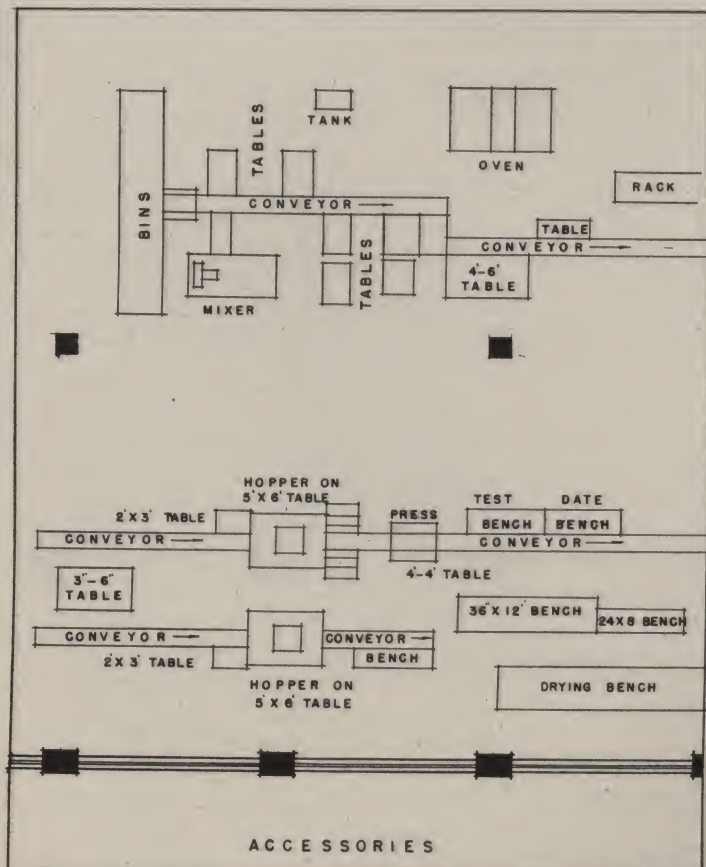 TABLES
TANK
OVEN
BINS
RACK
CONVEYOR
TABLE
CONVEYOR
4'-6'
TABLE
TABLES
MIXER
HOPPER ON
5'X 6' TABLE
2'X 3' TABLE
PRESS
TEST
DATE
BENCH
BENCH
CONVEYOR
CONVEYOR
4'-4' TABLE
3'-6"
TABLE
36"X 12' BENCH
24X8 BENCH
CONVEYOR
CONVEYOR
2'X 3' TABLE
BENCH
HOPPER ON
5'X 6' TABLE
DRYING BENCH
ACCESSORIES